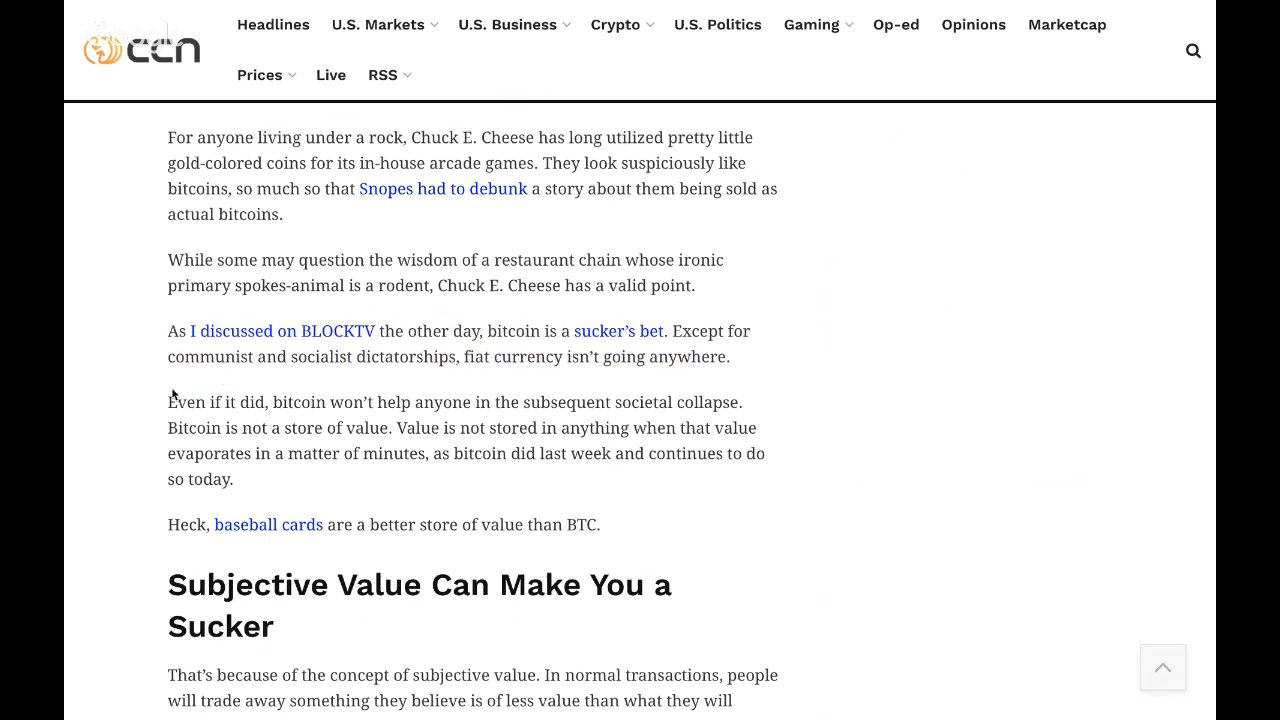 Headlines U.S. Markets U.S. Business Crypto U.S. Politics Gaming Op-ed Opinions Marketcap
ccn
Prices Live RSS
For anyone living under a rock, Chuck E. Cheese has long utilized pretty little
gold-colored coins for its in-house arcade games. They look suspiciously like
bitcoins, so much so that Snopes had to debunk a story about them being sold as
actual bitcoins.
While some may question the wisdom of a restaurant chain whose ironic
primary spokes-animal is a rodent, Chuck E. Cheese has a valid point.
As I discussed on BLOCKTV the other day, bitcoin is a sucker’s bet. Except for
communist and socialist dictatorships, fiat currency isn’t going anywhere.
Even if it did, bitcoin won’t help anyone in the subsequent societal collapse.
Bitcoin is not a store of value. Value is not stored in anything when that value
evaporates in a matter of minutes, as bitcoin did last week and continues to do
so today.
Heck, baseball cards are a better store of value than BTC.
Subjective Value Can Make You a
Sucker
That’s because of the concept of subjective value. In normal transactions, people
will trade away something they believe is of less value than what they will